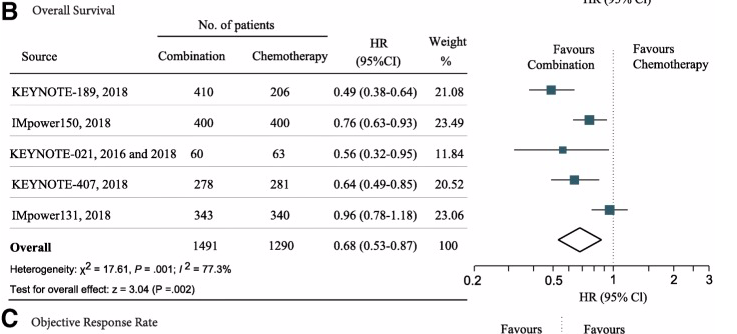 HR (95% CI)
B Overall Survival
No. of patients
Source Combination Chemotherapy HR (95%CI) Weight %
Favours Combination Favours Chemotherapy
KEYNOTE-189, 2018 410 206 0.49 (0.38-0.64) 21.08
IMpower150, 2018 400 400 0.76 (0.63-0.93) 23.49
KEYNOTE-021, 2016 and 2018 60 63 0.56 (0.32-0.95) 11.84
KEYNOTE-407, 2018 278 281 0.64 (0.49-0.85) 20.52
IMpower131, 2018 343 340 0.96 (0.78-1.18) 23.06
Overall 1491 1290 0.68 (0.53-0.87) 100
Heterogeneity: χ2 = 17.61, P = .001; I 2 = 77.3%
Test for overall effect: z = 3.04 (P =.002)
0.2 0.5 1 2 3
HR (95% CI)
C Objective Response Rate
Favours Favours